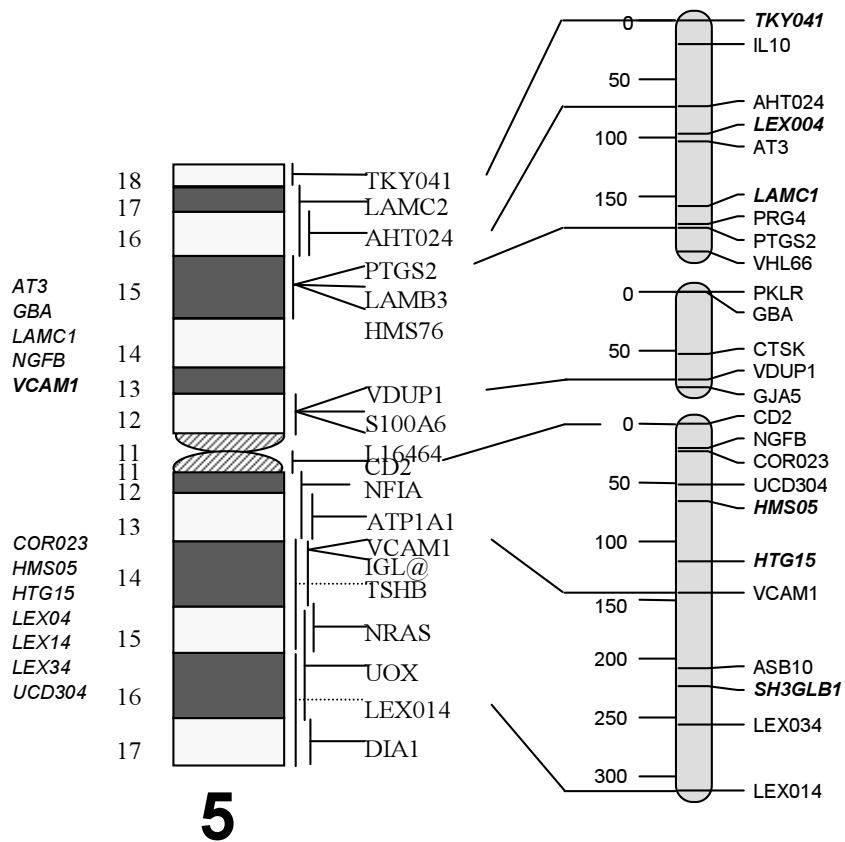 AT3
GBA
LAMC1
NGFB
VCAM1
COR023
HMS05
HTG15
LEX04
LEX14
LEX34
UCD304
18
17
16
15
14
13
12
11
11
12
13
14
15
16
17
5
TKY041
LAMC2
AHT024
PTGS2
LAMB3
HMS76
VDUP1
S100A6
L16464
CD2
NFIA
ATP1A1
VCAM1
IGL@
TSHB
NRAS
UOX
LEX014
DIA1
0
50
100
150
TKY041
IL10
AHT024
LEX004
AT3
LAMC1
PRG4
PTGS2
VHL66
0
50
PKLR
GBA
CTSK
VDUP1
GJA5
0
50
100
150
200
250
300
CD2
NGFB
COR023
UCD304
HMS05
HTG15
VCAM1
ASB10
SH3GLB1
LEX034
LEX014